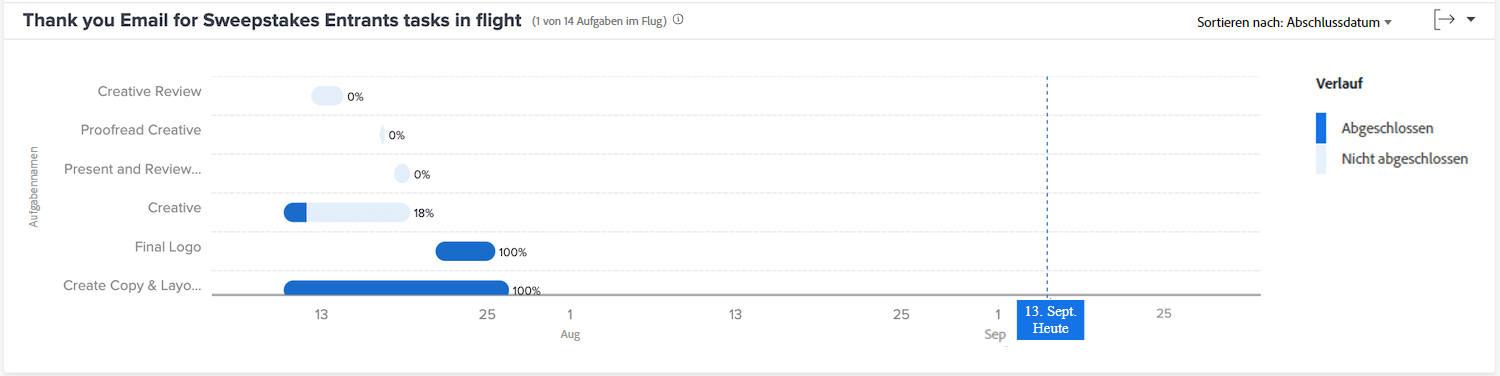 Thank you Email for Sweepstakes Entrants tasks in flight (1 von 14 Aufgaben im Flug)
Sortieren nach: Abschlussdatum
Verlauf
Abgeschlossen
Nicht abgeschlossen
Aufgabennamen
Creative Review 0%
Proofread Creative 0%
Present and Review... 0%
Creative 18%
Final Logo 100%
Create Copy & Layo... 100%
13 25 1 13 25 1 25
Aug Sep
13. Sept.
Heute